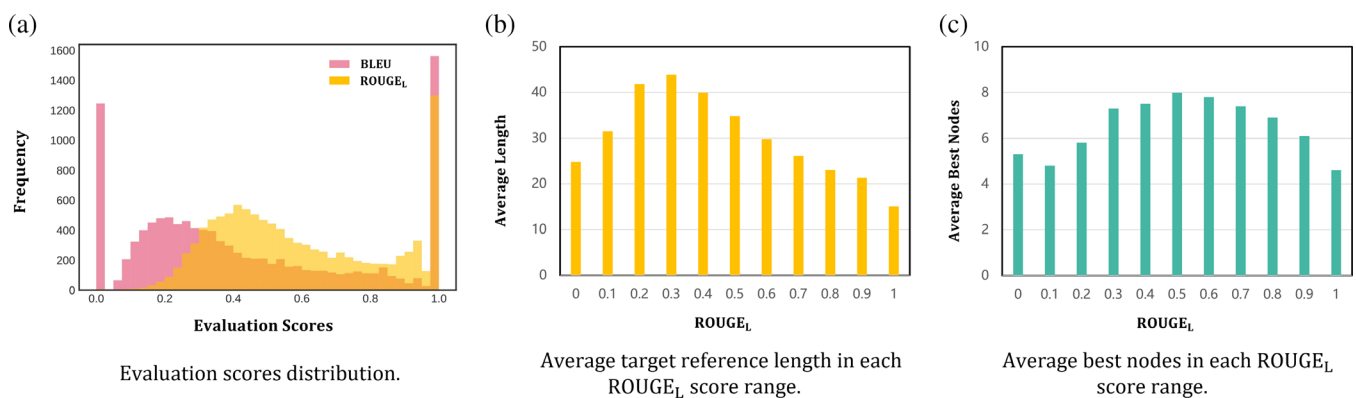 (a)
1600
1400
1200
1000
800
600
400
200
0
Frequency
BLEU
ROUGEL
0.0 0.2 0.4 0.6 0.8 1.0
Evaluation Scores
Evaluation scores distribution.
(b)
50
40
30
20
10
0
Average Length
0 0.1 0.2 0.3 0.4 0.5 0.6 0.7 0.8 0.9 1
ROUGEL
Average target reference length in each
ROUGEL score range.
(c)
10
8
6
4
2
0
Average Best Nodes
0 0.1 0.2 0.3 0.4 0.5 0.6 0.7 0.8 0.9 1
ROUGEL
Average best nodes in each ROUGEL
score range.